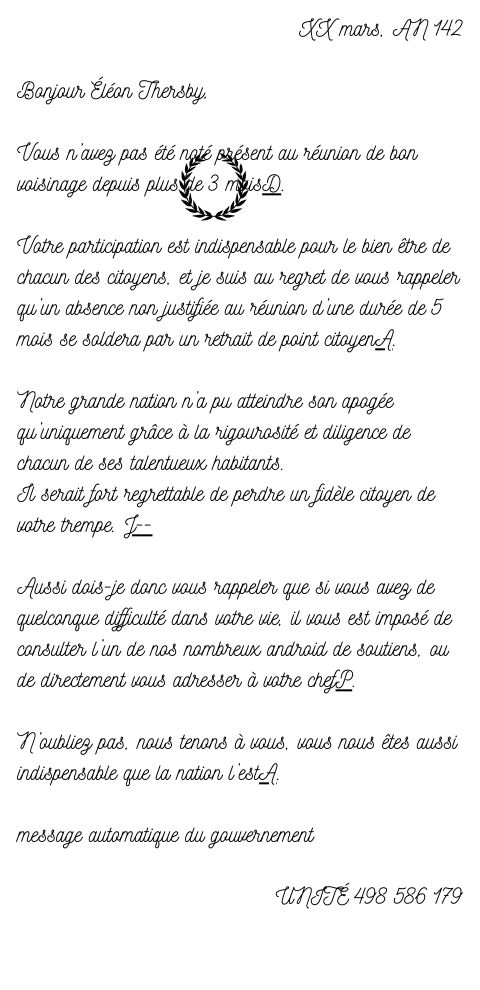 XX mars, AN 142
Bonjour Éléon Thersby,
Vous n'avez pas été noté présent au réunion de bon
voisinage depuis plus de 3 moisD.
Votre participation est indispensable pour le bien être de
chacun des citoyens, et je suis au regret de vous rappeler
qu'un absence non justifiée au réunion d'une durée de 5
mois se soldera par un retrait de point citoyenA.
Notre grande nation n'a pu atteindre son apogée
qu'uniquement grâce à la rigourosité et diligence de
chacun de ses talentueux habitants.
Il serait fort regrettable de perdre un fidèle citoyen de
votre trempe. I--
Aussi dois-je donc vous rappeler que si vous avez de
quelconque difficulté dans votre vie, il vous est imposé de
consulter l'un de nos nombreux android de soutiens, ou
de directement vous adresser à votre chefP.
N'oubliez pas, nous tenons à vous, vous nous êtes aussi
indispensable que la nation l'estA.
message automatique du gouvernement
UNITÉ 498 586 179